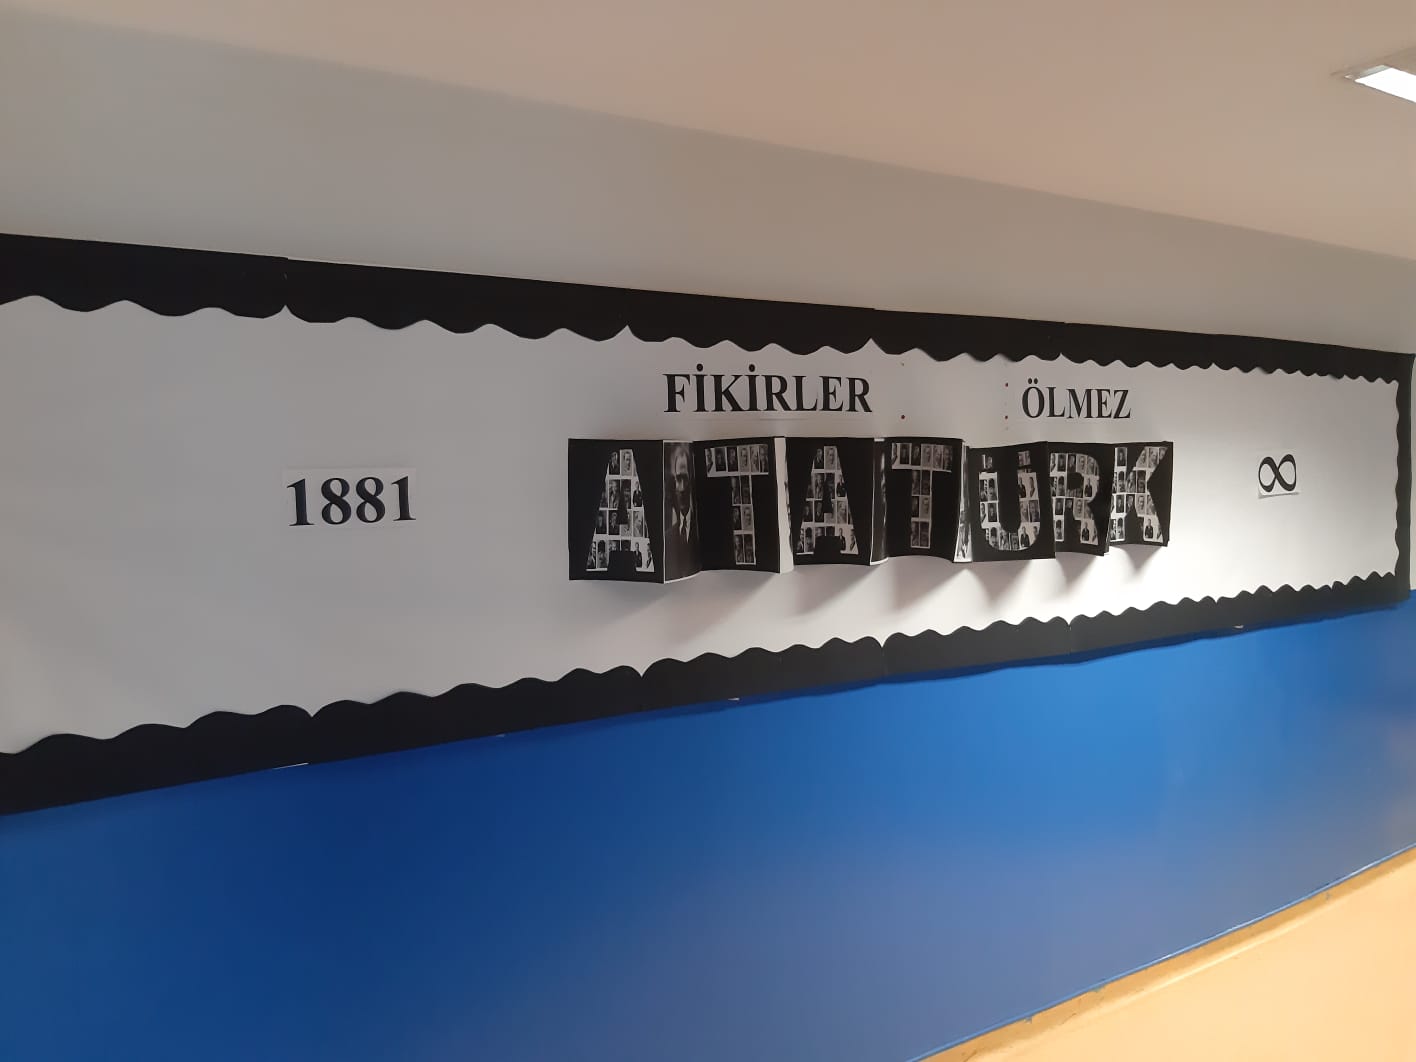 FİKİRLER ÖLMEZ
1881 ATATÜRK ∞